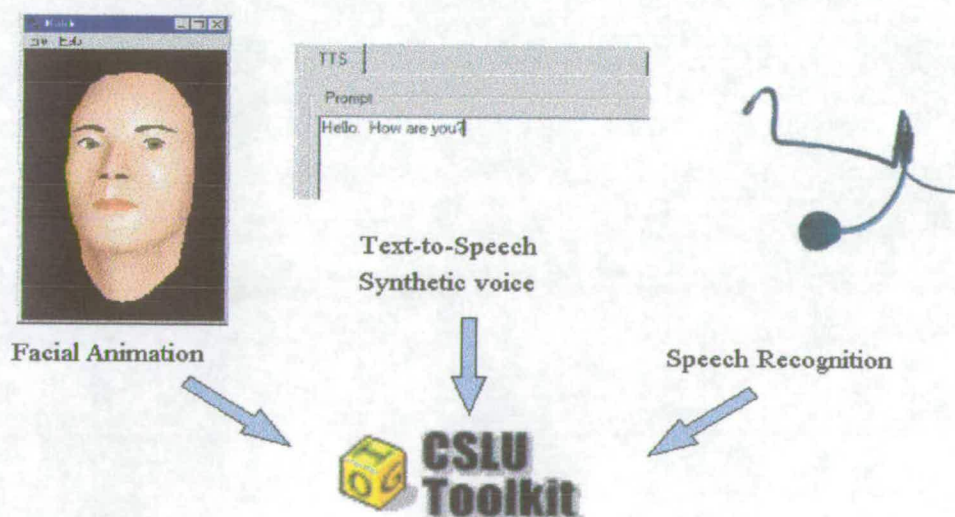 TTS
Prompt
Hello. How are you?
Text-to-Speech
Synthetic voice
Facial Animation
Speech Recognition
CSLU
Toolkit